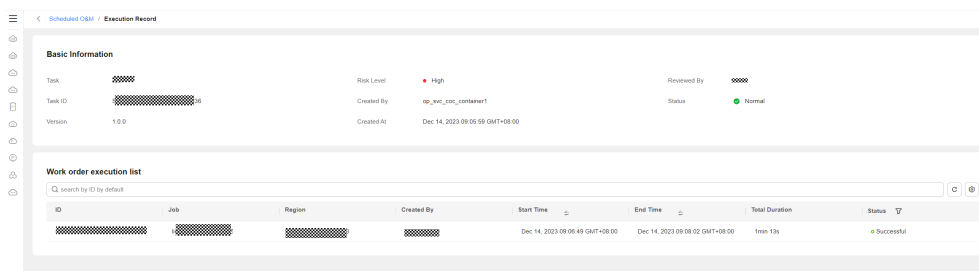 Scheduled O&M / Execution Record
Basic Information
Task Risk Level High Reviewed By
Task ID 36 Created By op_svc_coc_container1 Status Normal
Version 1.0.0 Created At Dec 14, 2023 09:05:59 GMT+08:00
Work order execution list
search by ID by default
ID Job Region Created By Start Time End Time Total Duration Status
Dec 14, 2023 09:06:49 GMT+08:00 Dec 14, 2023 09:08:02 GMT+08:00 1min 13s Successful